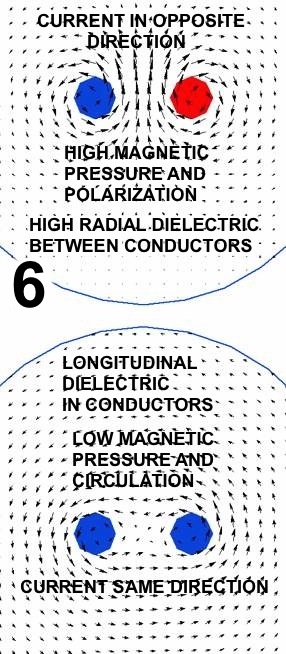 CURRENT IN OPPOSITE
DIRECTION
HIGH MAGNETIC
PRESSURE AND
POLARIZATION
HIGH RADIAL DIELECTRIC
BETWEEN CONDUCTORS
6
LONGITUDINAL
DIELECTRIC
IN CONDUCTORS
LOW MAGNETIC
PRESSURE AND
CIRCULATION
CURRENT SAME DIRECTION